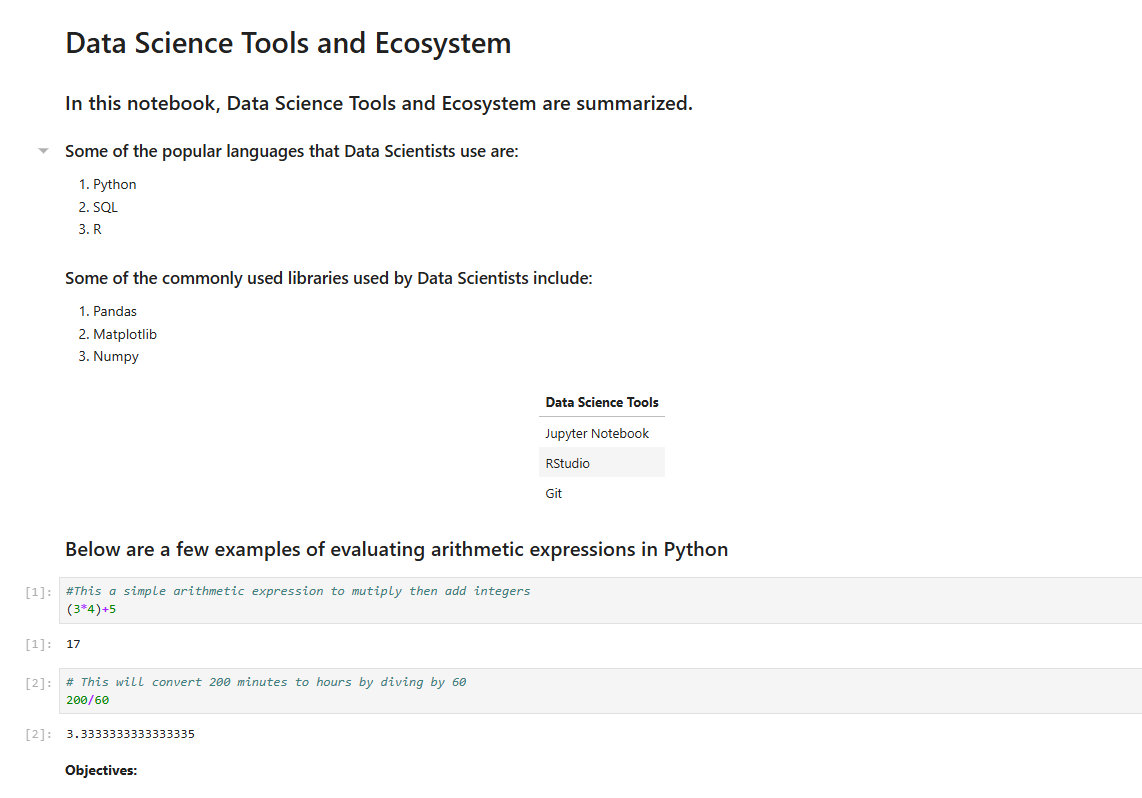 Data Science Tools and Ecosystem
In this notebook, Data Science Tools and Ecosystem are summarized.
Some of the popular languages that Data Scientists use are:
1. Python
2. SQL
3. R
Some of the commonly used libraries used by Data Scientists include:
1. Pandas
2. Matplotlib
3. Numpy
Data Science Tools
Jupyter Notebook
RStudio
Git
Below are a few examples of evaluating arithmetic expressions in Python
[1]: #This a simple arithmetic expression to mutiply then add integers
(3*4)+5
[1]: 17
[2]: # This will convert 200 minutes to hours by diving by 60
200/60
[2]: 3.3333333333333335
Objectives: